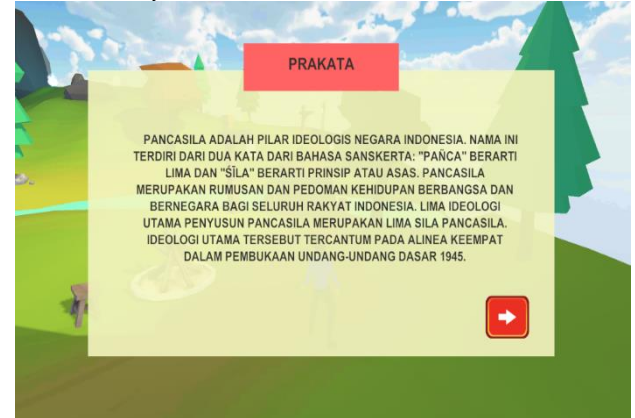 PRAKATA
PANCASILA ADALAH PILAR IDEOLOGIS NEGARA INDONESIA. NAMA INI
TERDIRI DARI DUA KATA DARI BAHASA SANSKERTA: "PAÑCA" BERARTI
LIMA DAN "ŚĪLA" BERARTI PRINSIP ATAU ASAS. PANCASILA
MERUPAKAN RUMUSAN DAN PEDOMAN KEHIDUPAN BERBANGSA DAN
BERNEGARA BAGI SELURUH RAKYAT INDONESIA. LIMA IDEOLOGI
UTAMA PENYUSUN PANCASILA MERUPAKAN LIMA SILA PANCASILA.
IDEOLOGI UTAMA TERSEBUT TERCANTUM PADA ALINEA KEEMPAT
DALAM PEMBUKAAN UNDANG-UNDANG DASAR 1945.